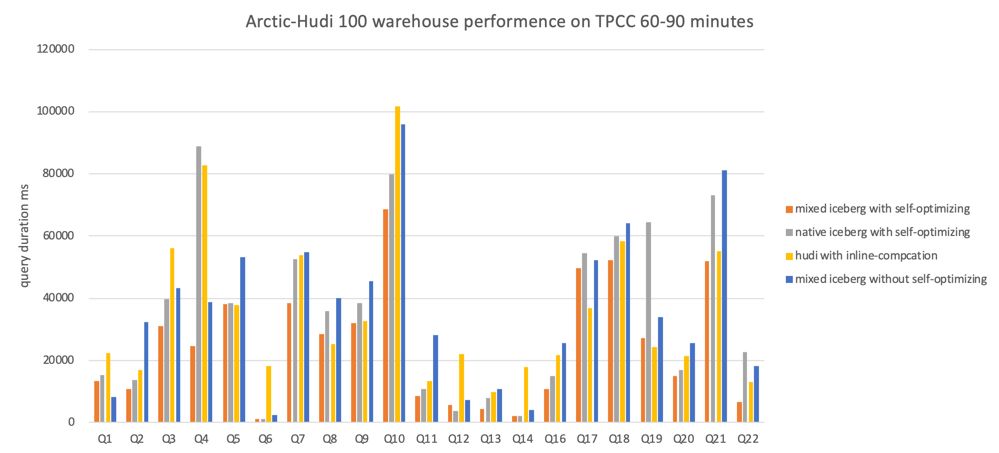 Arctic-Hudi 100 warehouse performence on TPCC 60-90 minutes
120000
100000
80000
60000
40000
20000
0
query duration ms
Q1 Q2 Q3 Q4 Q5 Q6 Q7 Q8 Q9 Q10 Q11 Q12 Q13 Q14 Q16 Q17 Q18 Q19 Q20 Q21 Q22
mixed iceberg with self-optimizing
native iceberg with self-optimizing
hudi with inline-compcation
mixed iceberg without self-optimizing